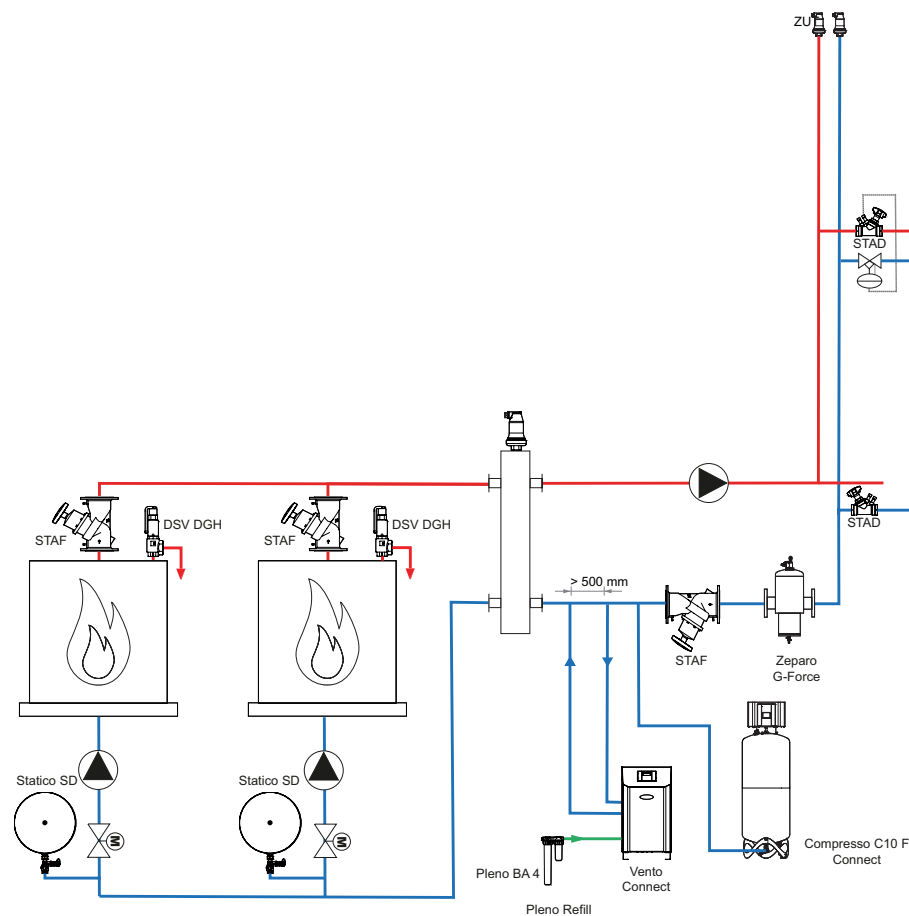 ZU
STAD
STAD
DSV DGH
DSV DGH
STAF
STAF
> 500 mm
STAF
Zeparo
G-Force
Statico SD
Statico SD
M
M
Pleno BA 4
Vento
Connect
Compresso C10 F
Connect
Pleno Refill